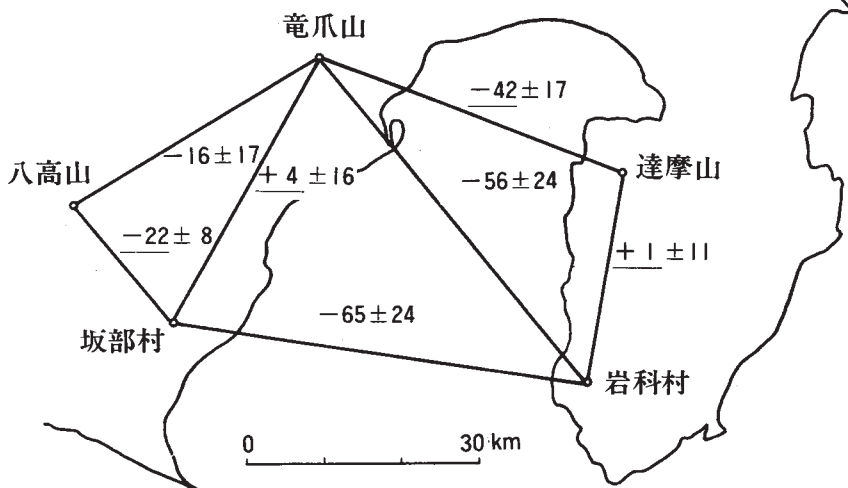 竜爪山
-42±17
-16±17
八高山
+4 ±16
-56±24
達摩山
-22±8
+1 ±11
-65±24
坂部村
岩科村
0 30 km